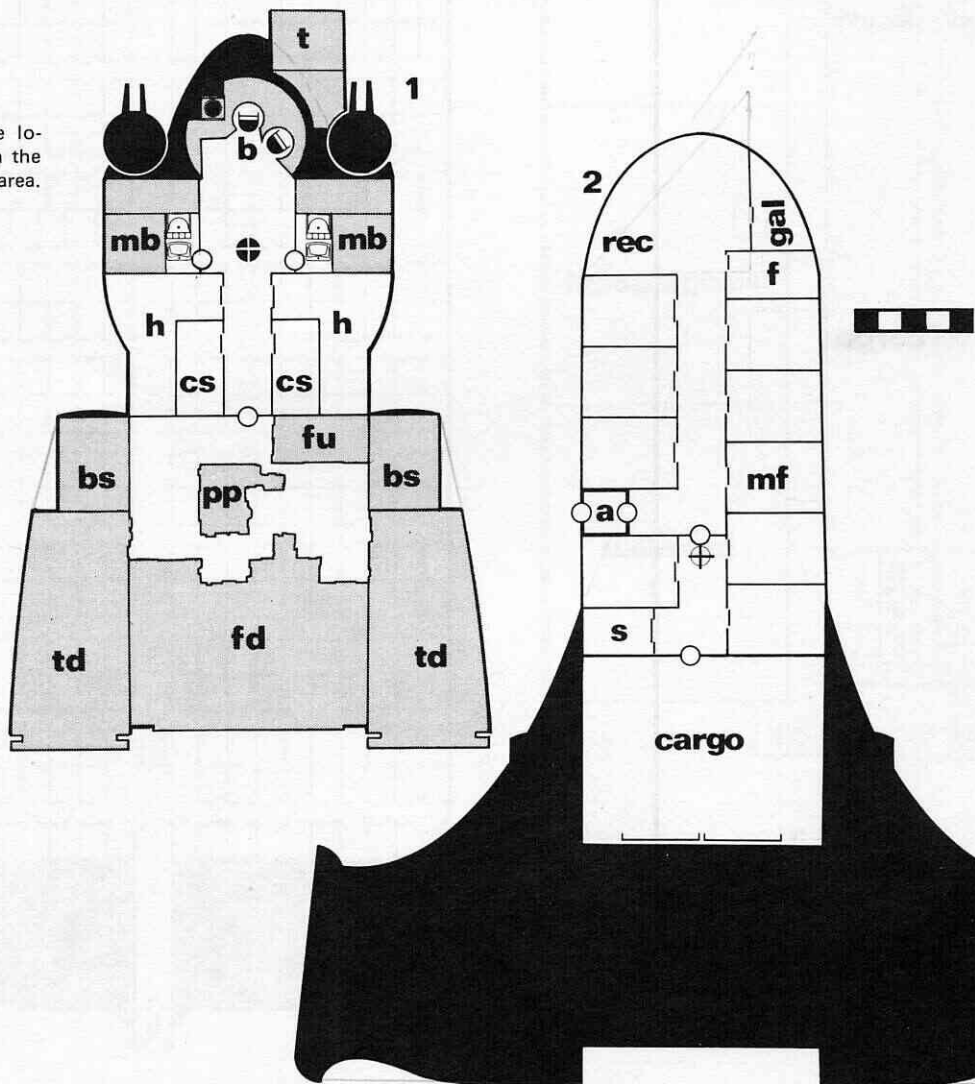 e lo-
n the
area.
1
t
b
mb
mb
h
h
cs
cs
fu
bs
bs
pp
td
fd
td
2
rec
gal
f
mf
a
s
cargo